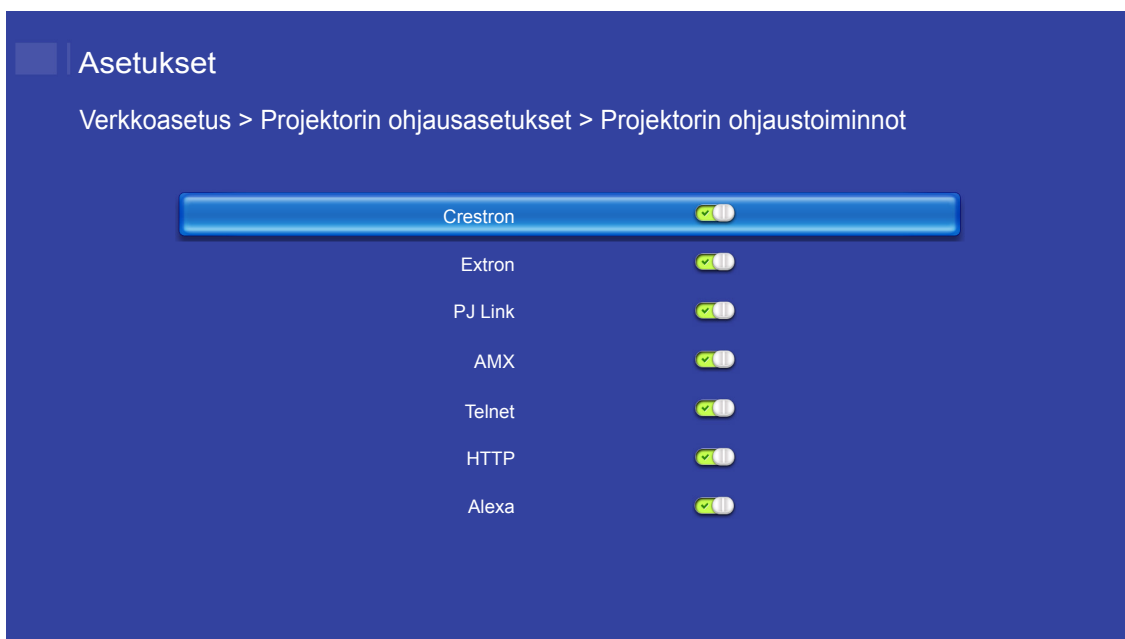 Asetukset
Verkkoasetus > Projektorin ohjausasetukset > Projektorin ohjaustoiminnot
Crestron
Extron
PJ Link
AMX
Telnet
HTTP
Alexa